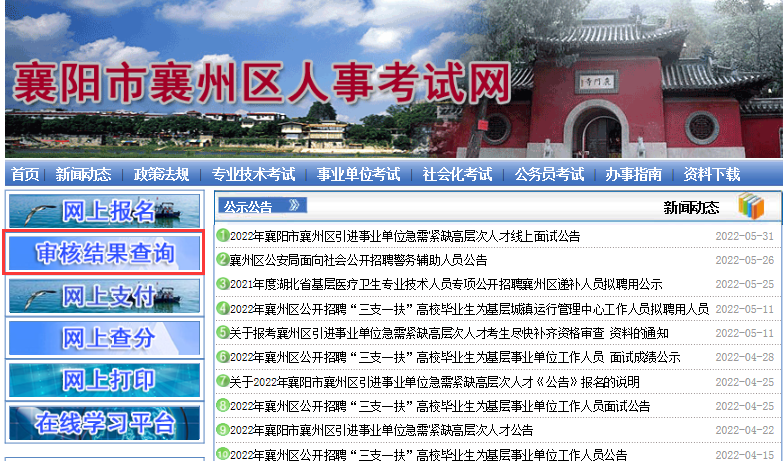 襄阳市襄州区人事考试网
首页 | 新闻动态 | 政策法规 | 专业技术考试 | 事业单位考试 | 社会化考试 | 公务员考试 | 办事指南 | 资料下载
网上报名
审核结果查询
网上支付
网上查分
网上打印
在线学习平台
公示公告 》 新闻动态
1 2022年襄阳市襄州区引进事业单位急需紧缺高层次人才线上面试公告 2022-05-31
2 襄州区公安局面向社会公开招聘警务辅助人员公告 2022-05-26
3 2021年度湖北省基层医疗卫生专业技术人员专项公开招聘襄州区递补人员拟聘用公示 2022-05-25
4 2022年襄州区公开招聘“三支一扶”高校毕业生为基层城镇运行管理中心工作人员拟聘用人员 2022-05-11
5 关于报考襄州区引进事业单位急需紧缺高层次人才考生尽快补齐资格审查 资料的通知 2022-05-11
6 2022年襄州区公开招聘“三支一扶”高校毕业生为基层事业单位工作人员 面试成绩公示 2022-04-28
7 关于2022年襄阳市襄州区引进事业单位急需紧缺高层次人才《公告》报名的说明 2022-04-25
8 2022年襄州区公开招聘“三支一扶”高校毕业生为基层事业单位工作人员面试公告 2022-04-25
9 2022年襄阳市襄州区引进事业单位急需紧缺高层次人才公告 2022-04-22
10 2022年襄州区公开招聘“三支一扶”高校毕业生为基层事业单位工作人员公告 2022-04-15